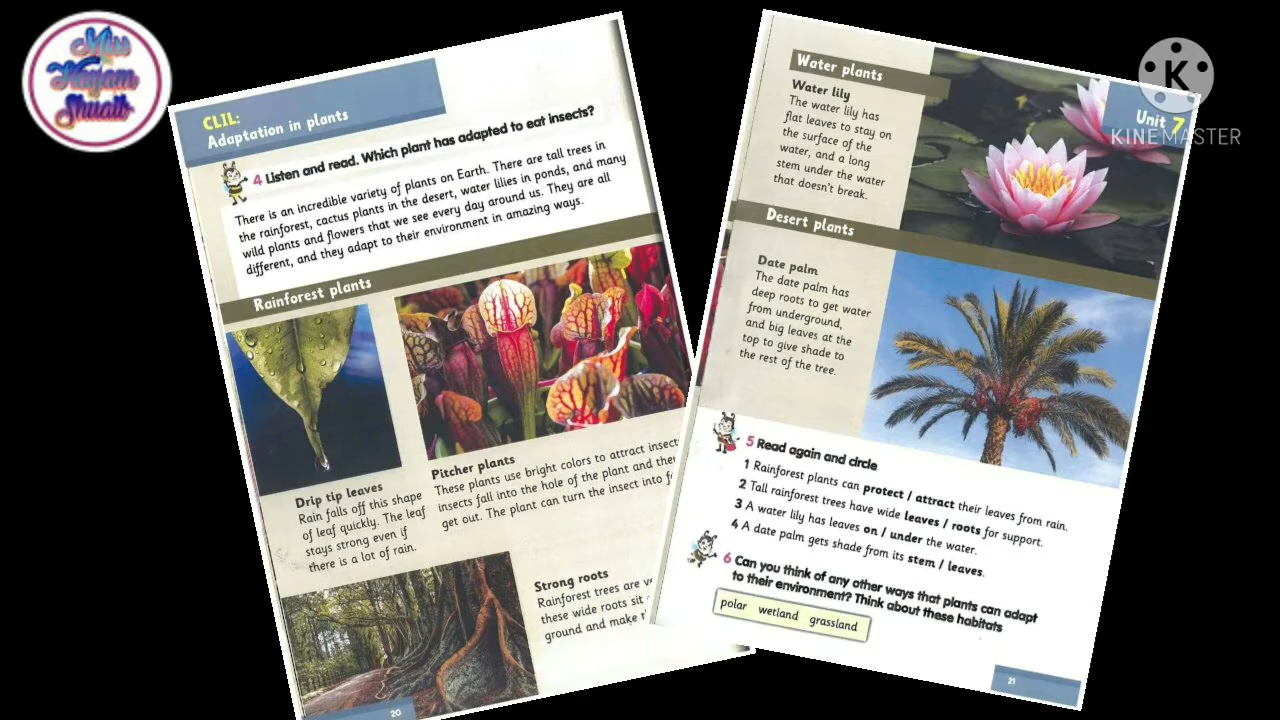 Miss
Shuaib
CLIL:
Adaptation in plants
4 Listen and read. Which plant has adapted to eat insects?
There is an incredible variety of plants on Earth. There are tall trees in
the rainforest, cactus plants in the desert, water lilies in ponds, and many
wild plants and flowers that we see every day around us. They are all
different, and they adapt to their environment in amazing ways.
Rainforest plants
Drip tip leaves
Rain falls off this shape
of leaf quickly. The leaf
stays strong even if
there is a lot of rain.
Pitcher plants
These plants use bright colors to attract insect
insects fall into the hole of the plant and the
get out. The plant can turn the insect into f
Strong roots
Rainforest trees are v
these wide roots sit
ground and make
20
Water plants
Water lily
The water lily has
flat leaves to stay on
the surface of the
water, and a long
stem under the water
that doesn't break.
Unit 7
KINEMASTER
K
Desert plants
Date palm
The date palm has
deep roots to get water
from underground,
and big leaves at the
top to give shade to
the rest of the tree.
5 Read again and circle
1 Rainforest plants can protect / attract their leaves from rain.
2 Tall rainforest trees have wide leaves / roots for support.
3 A water lily has leaves on / under the water.
4 A date palm gets shade from its stem / leaves.
6 Can you think of any other ways that plants can adapt
to their environment? Think about these habitats
polar wetland grassland
21